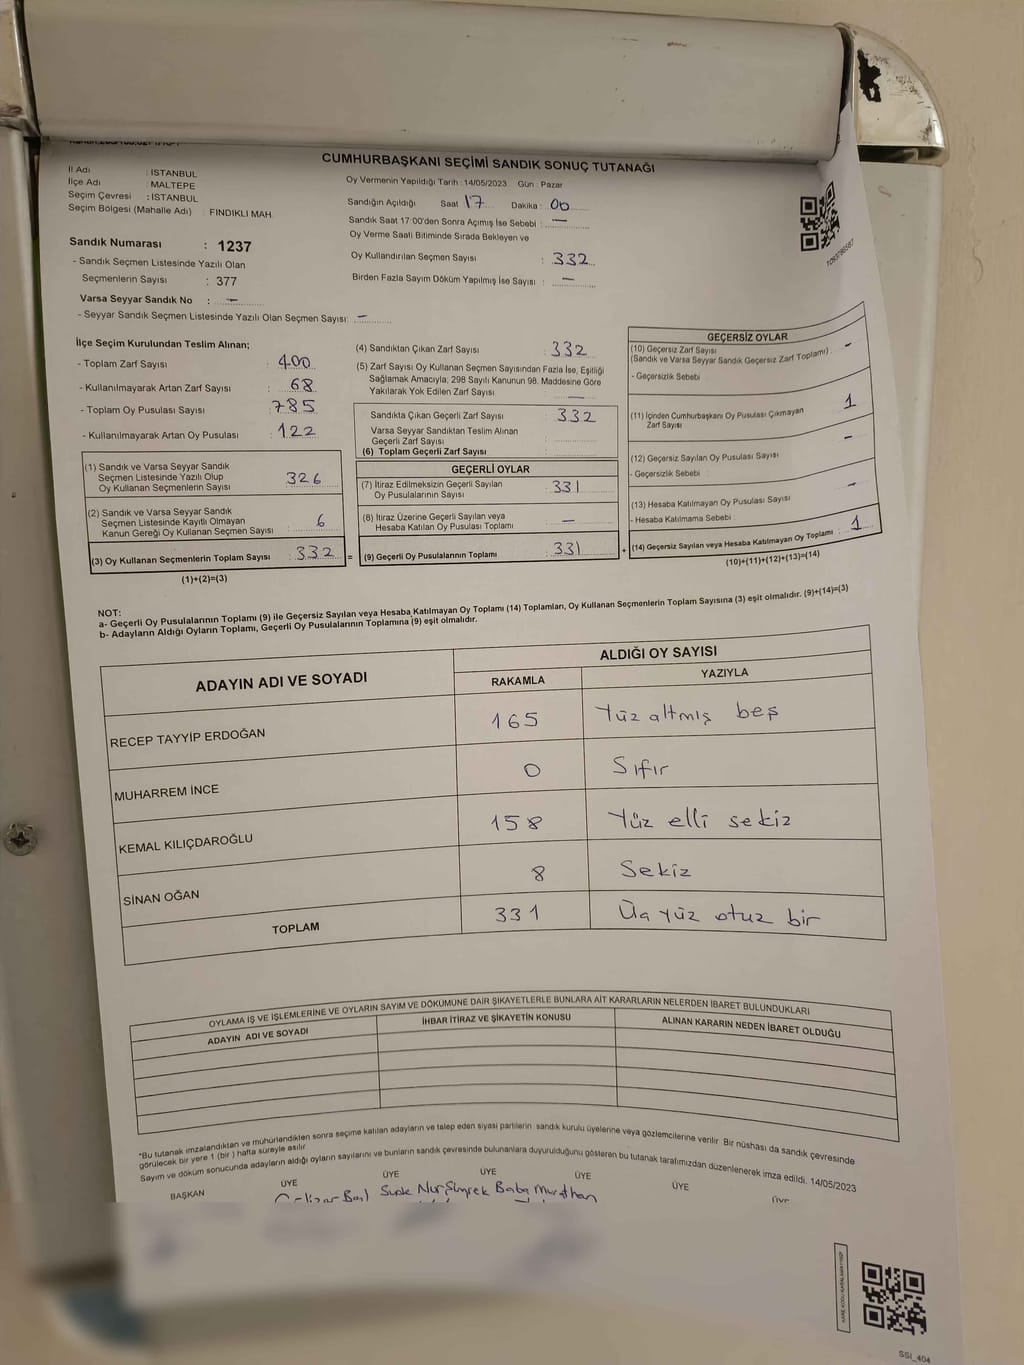 CUMHURBAŞKANI SEÇİMİ SANDIK SONUÇ TUTANAĞI
İl Adı : İSTANBUL
İlçe Adı : MALTEPE
Seçim Çevresi : İSTANBUL
Seçim Bölgesi (Mahalle Adı) : FINDIKLI MAH.
Oy Vermenin Yapıldığı Tarih : 14/05/2023 Gün : Pazar
Sandığın Açıldığı Saat 17 Dakika : 00
Sandık Saat 17:00'den Sonra Açımış İse Sebebi : —
Oy Verme Saati Bitiminde Sırada Bekleyen ve
Oy Kullandırılan Seçmen Sayısı : 332
Birden Fazla Sayım Döküm Yapılmış İse Sayısı : —
Sandık Numarası : 1237
- Sandık Seçmen Listesinde Yazılı Olan
Seçmenlerin Sayısı : 377
Varsa Seyyar Sandık No : —
- Seyyar Sandık Seçmen Listesinde Yazılı Olan Seçmen Sayısı: —
İlçe Seçim Kurulundan Teslim Alınan;
- Toplam Zarf Sayısı : 400
- Kullanılmayarak Artan Zarf Sayısı : 68
- Toplam Oy Pusulası Sayısı : 785
- Kullanılmayarak Artan Oy Pusulası : 122
(1) Sandık ve Varsa Seyyar Sandık
Seçmen Listesinde Yazılı Olup
Oy Kullanan Seçmenlerin Sayısı : 326
(2) Sandık ve Varsa Seyyar Sandık
Seçmen Listesinde Kayıtlı Olmayan
Kanun Gereği Oy Kullanan Seçmen Sayısı : 6
(3) Oy Kullanan Seçmenlerin Toplam Sayısı : 332 =
(1)+(2)=(3)
(4) Sandıktan Çıkan Zarf Sayısı : 332
(5) Zarf Sayısı Oy Kullanan Seçmen Sayısından Fazla İse, Eşitliği
Sağlamak Amacıyla; 298 Sayılı Kanunun 98. Maddesine Göre
Yakılarak Yok Edilen Zarf Sayısı : —
Sandıkta Çıkan Geçerli Zarf Sayısı : 332
Varsa Seyyar Sandıktan Teslim Alınan
Geçerli Zarf Sayısı :
(6) Toplam Geçerli Zarf Sayısı :
GEÇERLİ OYLAR
(7) İtiraz Edilmeksizin Geçerli Sayılan
Oy Pusulalarının Sayısı : 331
(8) İtiraz Üzerine Geçerli Sayılan veya
Hesaba Katılan Oy Pusulası Toplamı : —
(9) Geçerli Oy Pusulalarının Toplamı : 331 +
GEÇERSİZ OYLAR
(10) Geçersiz Zarf Sayısı
(Sandık ve Varsa Seyyar Sandık Geçersiz Zarf Toplamı) : —
- Geçersizlik Sebebi :
(11) İçinden Cumhurbaşkanı Oy Pusulası Çıkmayan
Zarf Sayısı : 1
(12) Geçersiz Sayılan Oy Pusulası Sayısı : —
- Geçersizlik Sebebi :
(13) Hesaba Katılmayan Oy Pusulası Sayısı : —
- Hesaba Katılmama Sebebi :
(14) Geçersiz Sayılan veya Hesaba Katılmayan Oy Toplamı : 1
(10)+(11)+(12)+(13)=(14)
NOT:
a- Geçerli Oy Pusulalarının Toplamı (9) ile Geçersiz Sayılan veya Hesaba Katılmayan Oy Toplamı (14) Toplamları, Oy Kullanan Seçmenlerin Toplam Sayısına (3) eşit olmalıdır. (9)+(14)=(3)
b- Adayların Aldığı Oyların Toplamı, Geçerli Oy Pusulalarının Toplamına (9) eşit olmalıdır.
ADAYIN ADI VE SOYADI ALDIĞI OY SAYISI
RAKAMLA YAZIYLA
RECEP TAYYİP ERDOĞAN 165 Yüz altmış beş
MUHARREM İNCE 0 Sıfır
KEMAL KILIÇDAROĞLU 158 Yüz elli sekiz
SİNAN OĞAN 8 Sekiz
TOPLAM 331 Üç yüz otuz bir
OYLAMA İŞ VE İŞLEMLERİNE VE OYLARIN SAYIM VE DÖKÜMÜNE DAİR ŞİKAYETLERLE BUNLARA AİT KARARLARIN NELERDEN İBARET BULUNDUKLARI
ADAYIN ADI VE SOYADI İHBAR İTİRAZ VE ŞİKAYETİN KONUSU ALINAN KARARIN NEDEN İBARET OLDUĞU
*Bu tutanak imzalandıktan ve mühürlendikten sonra seçime katılan adayların ve talep eden siyasi partilerin sandık kurulu üyelerine veya gözlemcilerine verilir. Bir nüshası da sandık çevresinde
görülecek bir yere 1 (bir) hafta süreyle asılır.
Sayım ve döküm sonucunda adayların aldığı oyların sayılarını ve bunların sandık çevresinde bulunanlara duyurulduğunu gösteren bu tutanak tarafımızdan düzenlenerek imza edildi. 14/05/2023
BAŞKAN ÜYE ÜYE ÜYE ÜYE ÜYE
SSI_404